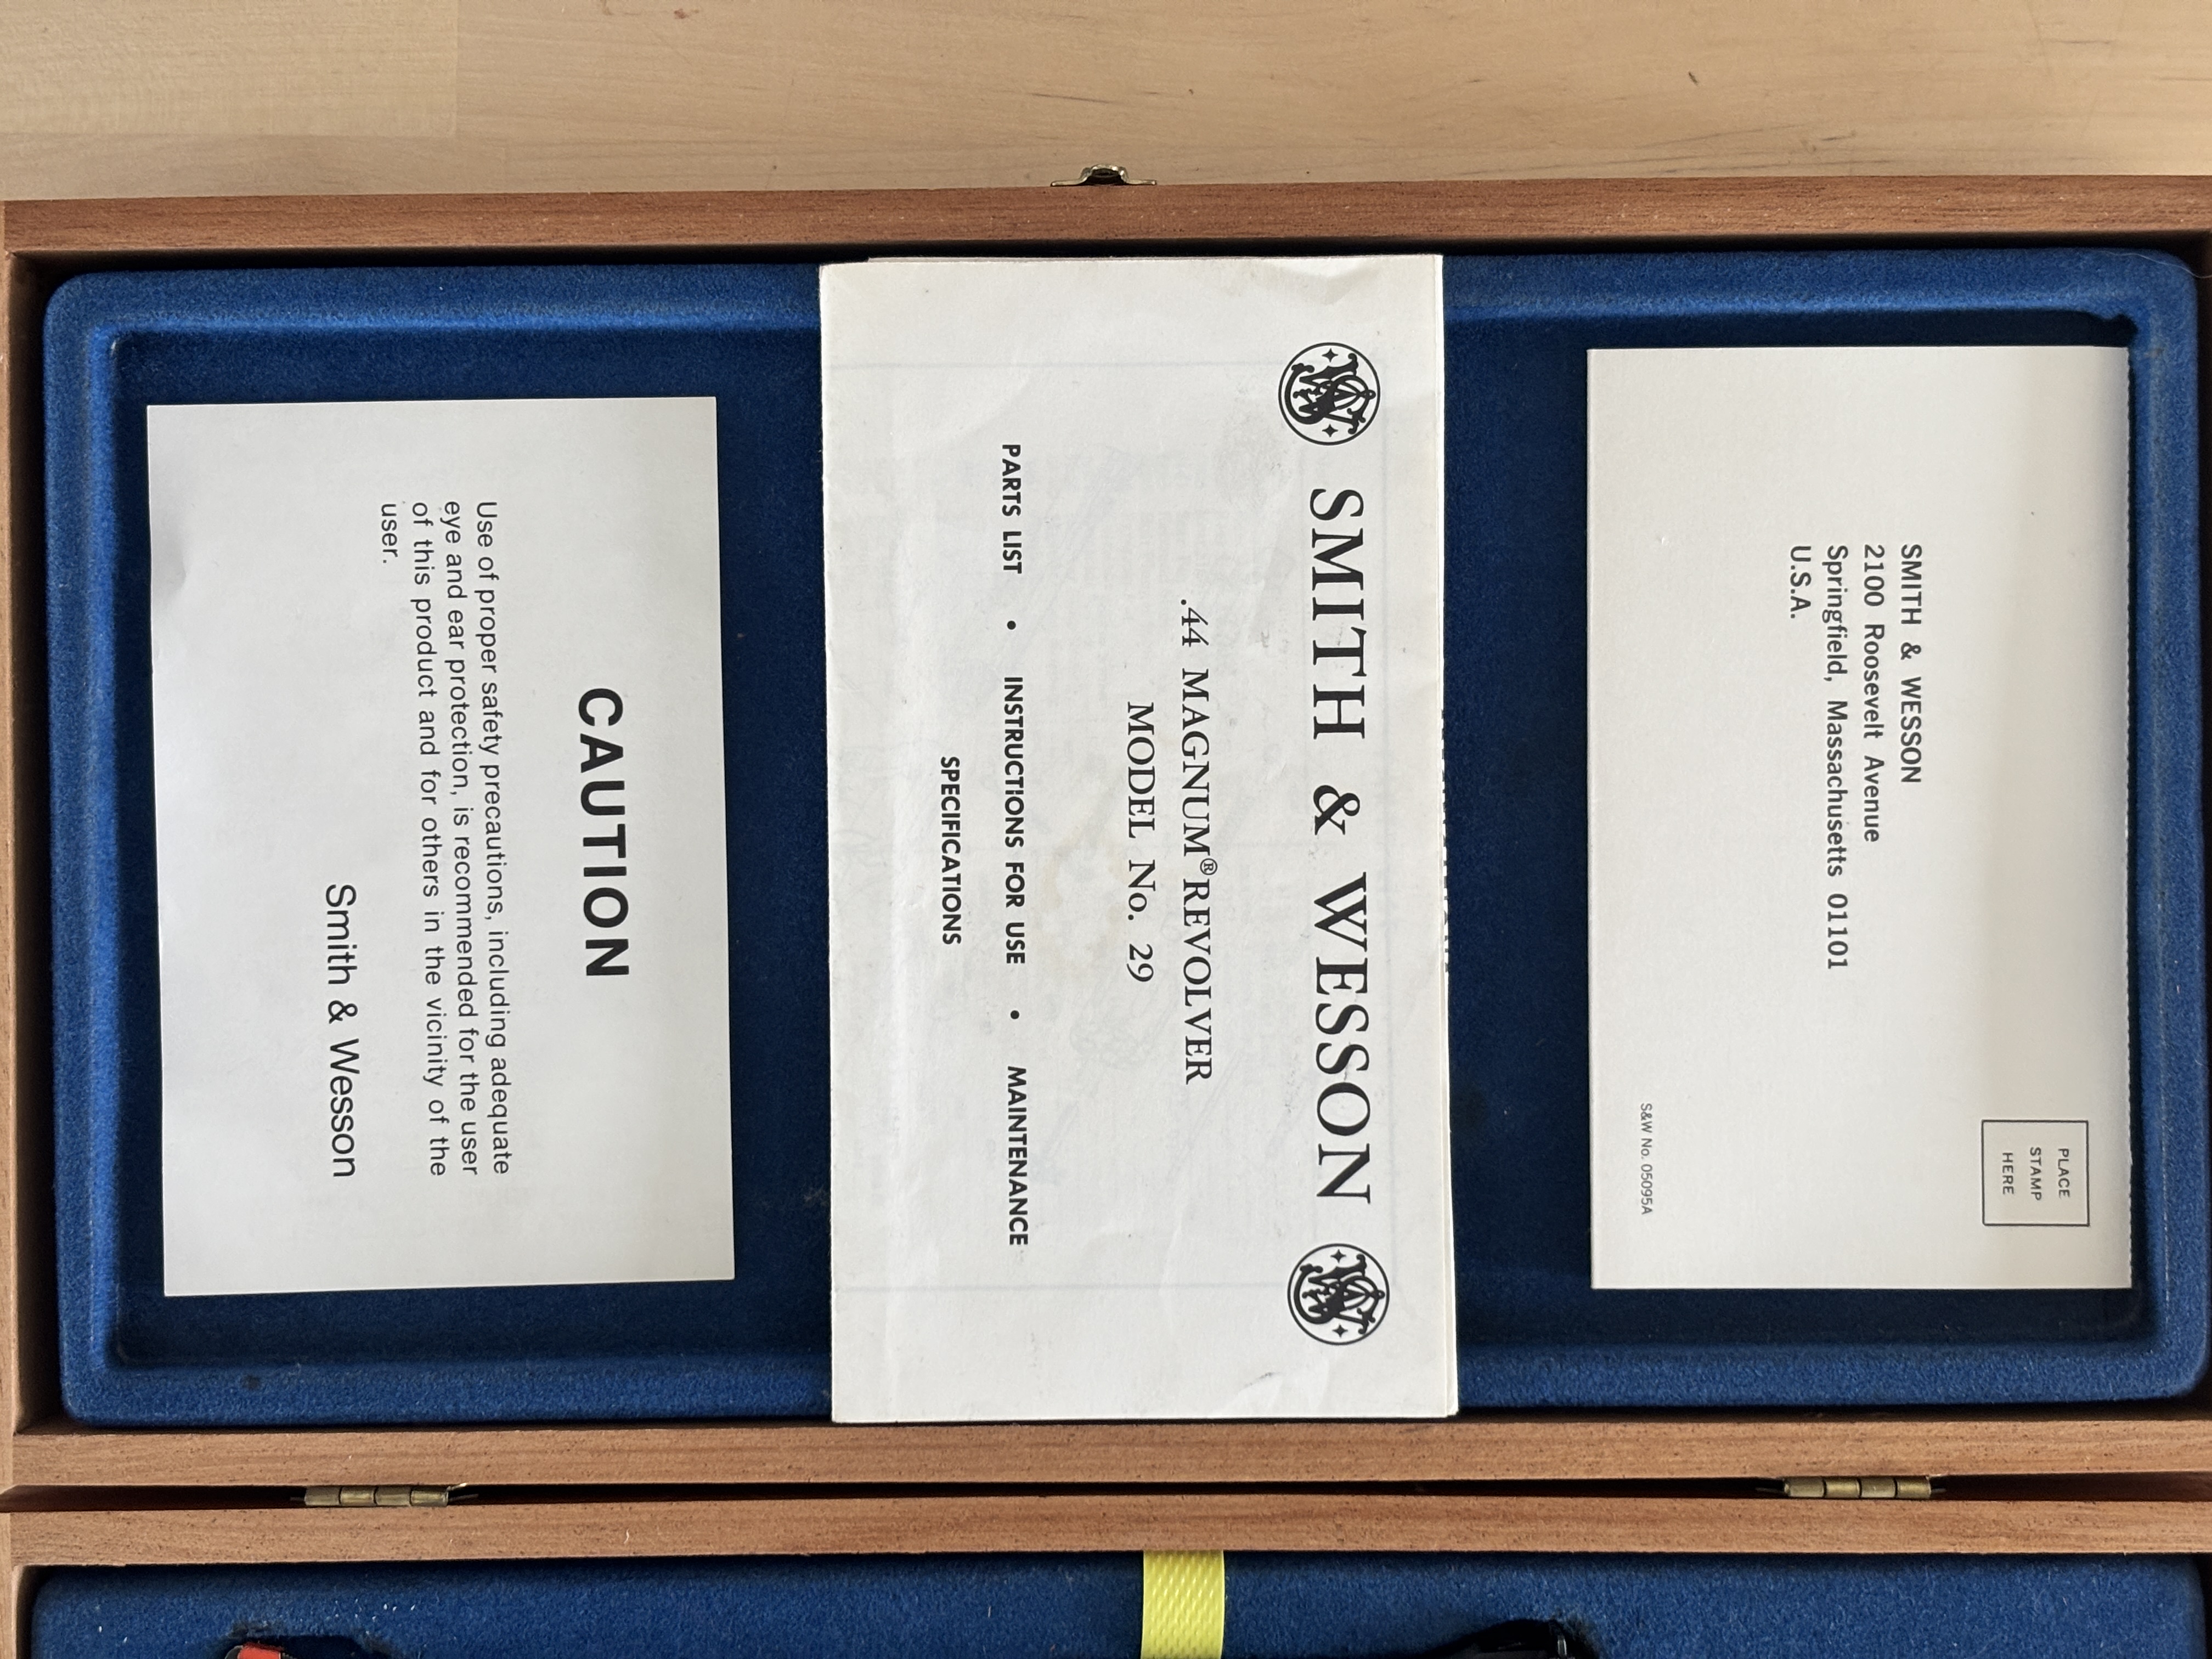 CAUTION
Use of proper safety precautions, including adequate
eye and ear protection, is recommended for the user
of this product and for others in the vicinity of the
user.
Smith & Wesson
SMITH & WESSON
.44 MAGNUM® REVOLVER
MODEL No. 29
PARTS LIST • INSTRUCTIONS FOR USE • MAINTENANCE
SPECIFICATIONS
PLACE
STAMP
HERE
SMITH & WESSON
2100 Roosevelt Avenue
Springfield, Massachusetts 01101
U.S.A.
S&W No. 05095A